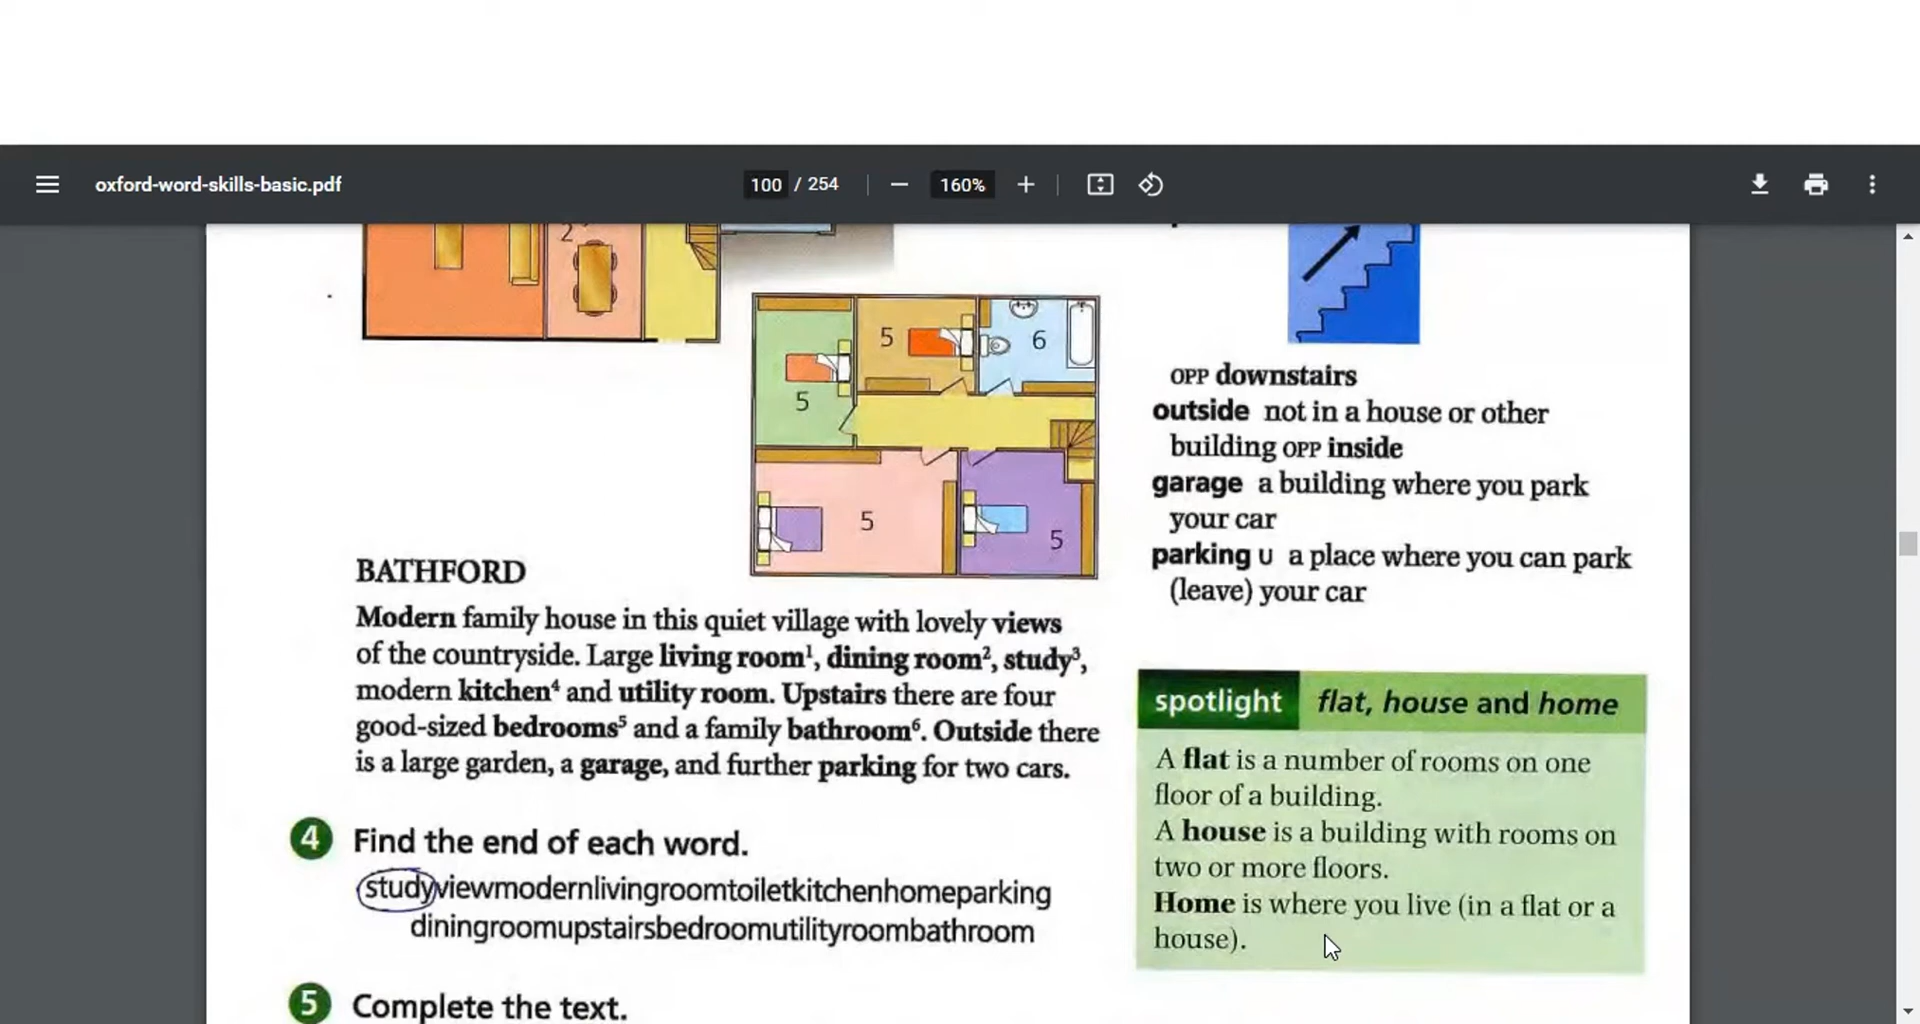 oxford-word-skills-basic.pdf
100 / 254
160%
2
5
6
5
5
5
BATHFORD
Modern family house in this quiet village with lovely views
of the countryside. Large living room¹, dining room², study³,
modern kitchen⁴ and utility room. Upstairs there are four
good-sized bedrooms⁵ and a family bathroom⁶. Outside there
is a large garden, a garage, and further parking for two cars.
4 Find the end of each word.
studyviewmodernlivingroomtoiletkitchenhomeparking
diningroomupstairsbedroomutilityroombathroom
5 Complete the text.
OPP downstairs
outside not in a house or other
building OPP inside
garage a building where you park
your car
parking U a place where you can park
(leave) your car
spotlight flat, house and home
A flat is a number of rooms on one
floor of a building.
A house is a building with rooms on
two or more floors.
Home is where you live (in a flat or a
house).